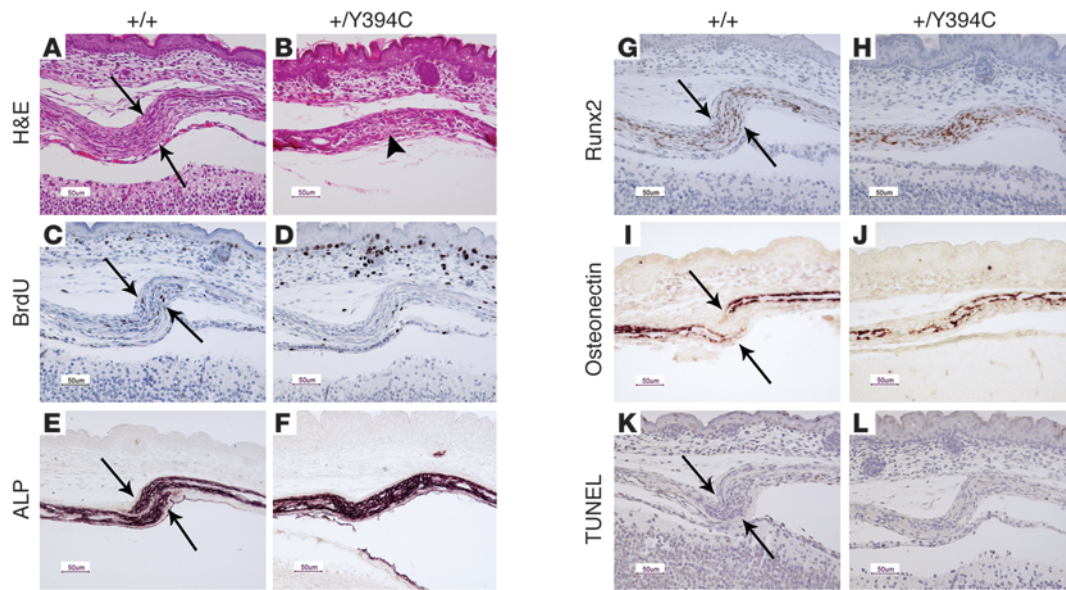 +/+ +/Y394C
H&E
A
50um
B
50um
BrdU
C
50um
D
50um
ALP
E
50um
F
50um
+/+ +/Y394C
Runx2
G
50um
H
50um
Osteonectin
I
50um
J
50um
TUNEL
K
50um
L
50um